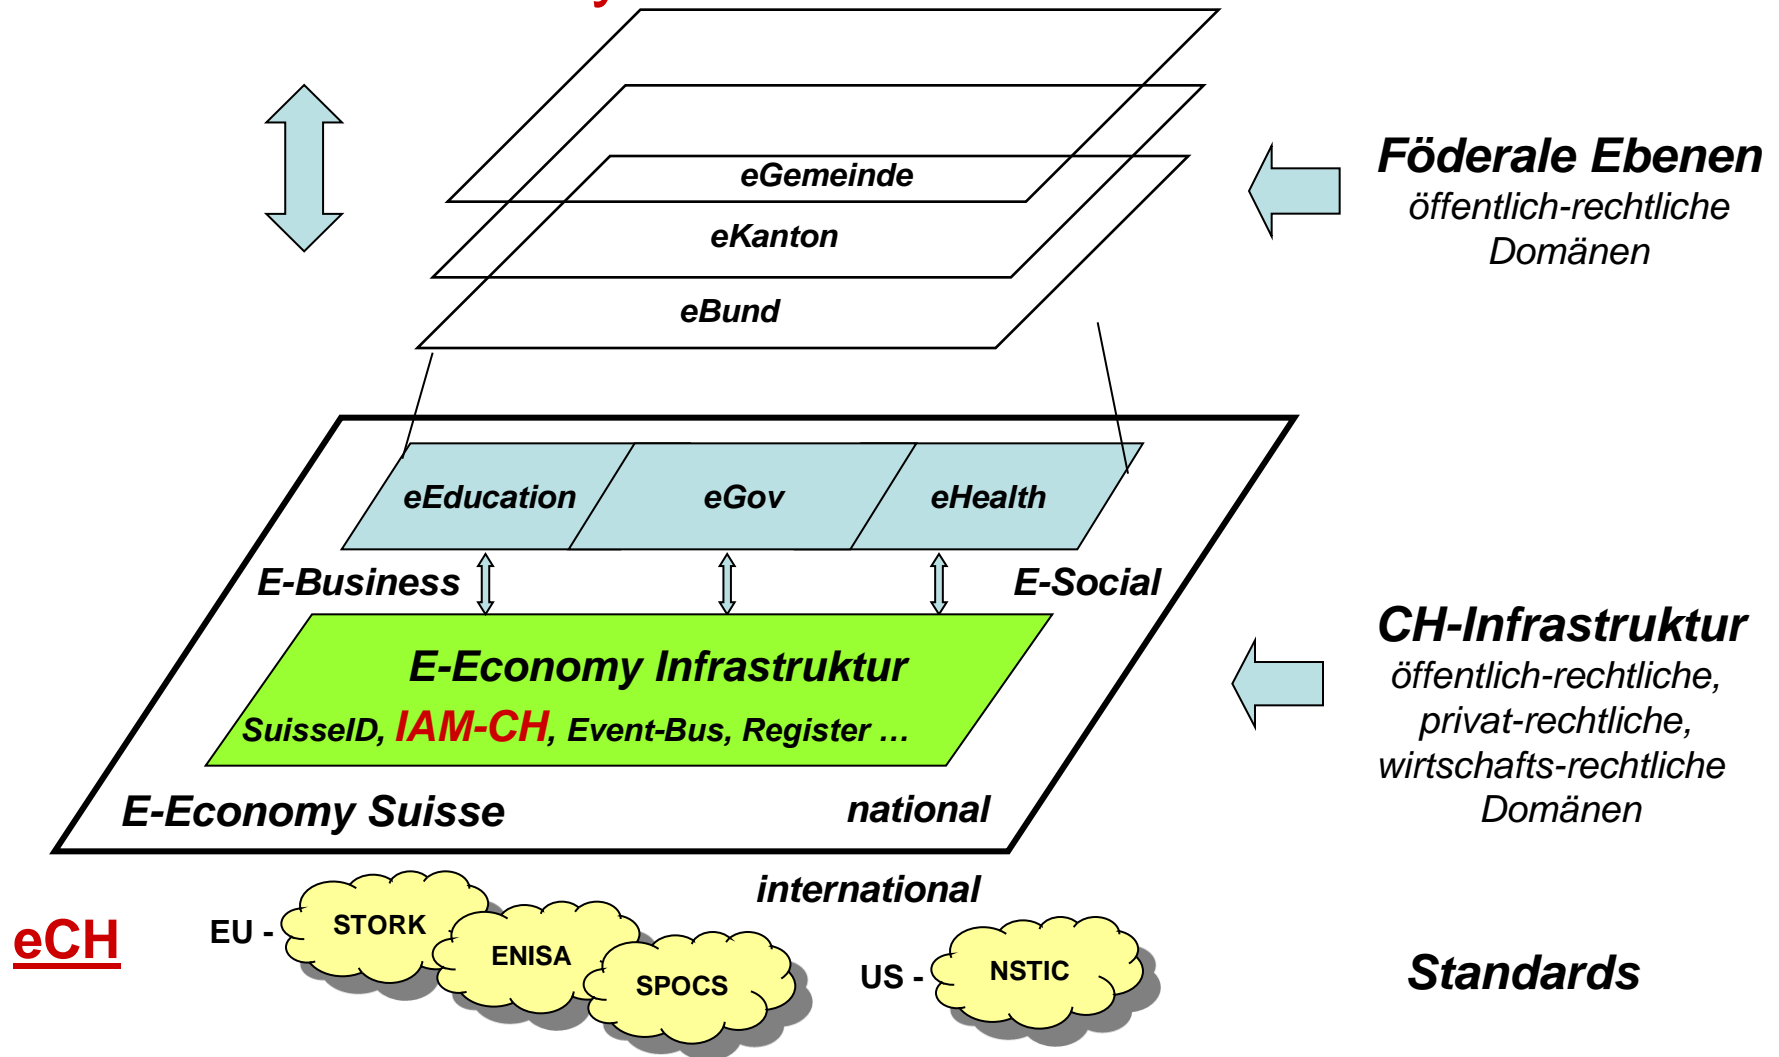 eGemeinde
eKanton
eBund
Föderale Ebenen
öffentlich-rechtliche
Domänen
eEducation
eGov
eHealth
E-Business
E-Social
E-Economy Infrastruktur
SuisseID, IAM-CH, Event-Bus, Register ...
E-Economy Suisse
national
CH-Infrastruktur
öffentlich-rechtliche,
privat-rechtliche,
wirtschafts-rechtliche
Domänen
international
eCH
EU -
STORK
ENISA
SPOCS
US -
NSTIC
Standards